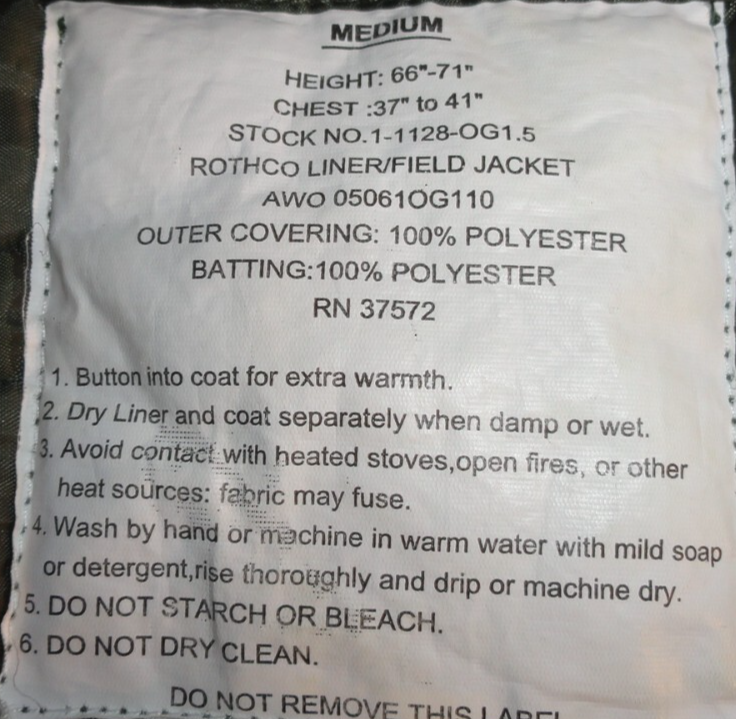 MEDIUM
HEIGHT: 66"-71"
CHEST :37" to 41"
STOCK NO.1-1128-OG1.5
ROTHCO LINER/FIELD JACKET
AWO 05061OG110
OUTER COVERING: 100% POLYESTER
BATTING:100% POLYESTER
RN 37572
1. Button into coat for extra warmth.
2. Dry Liner and coat separately when damp or wet.
3. Avoid contact with heated stoves,open fires, or other
heat sources: fabric may fuse.
4. Wash by hand or machine in warm water with mild soap
or detergent,rise thoroughly and drip or machine dry.
5. DO NOT STARCH OR BLEACH.
6. DO NOT DRY CLEAN.
DO NOT REMOVE THIS LABEL